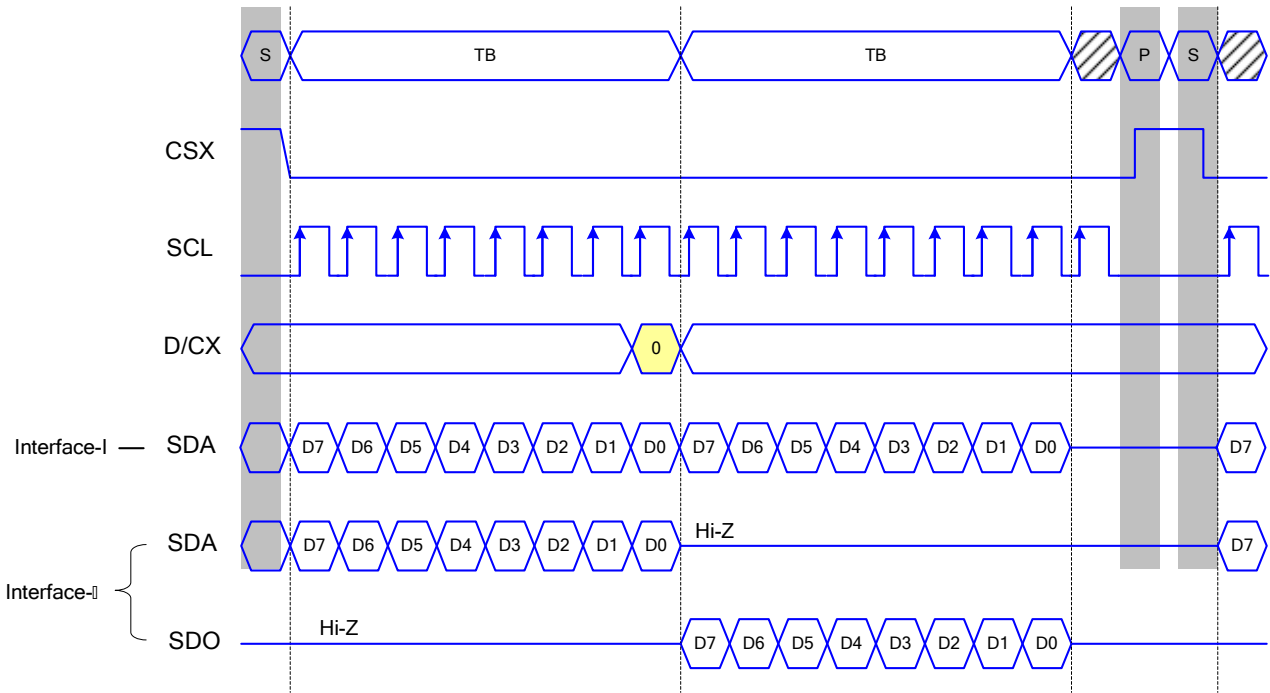 S TB TB P S
CSX
SCL
D/CX 0
Interface-I SDA D7 D6 D5 D4 D3 D2 D1 D0 D7 D6 D5 D4 D3 D2 D1 D0 D7
SDA D7 D6 D5 D4 D3 D2 D1 D0 Hi-Z D7
Interface-
SDO Hi-Z D7 D6 D5 D4 D3 D2 D1 D0